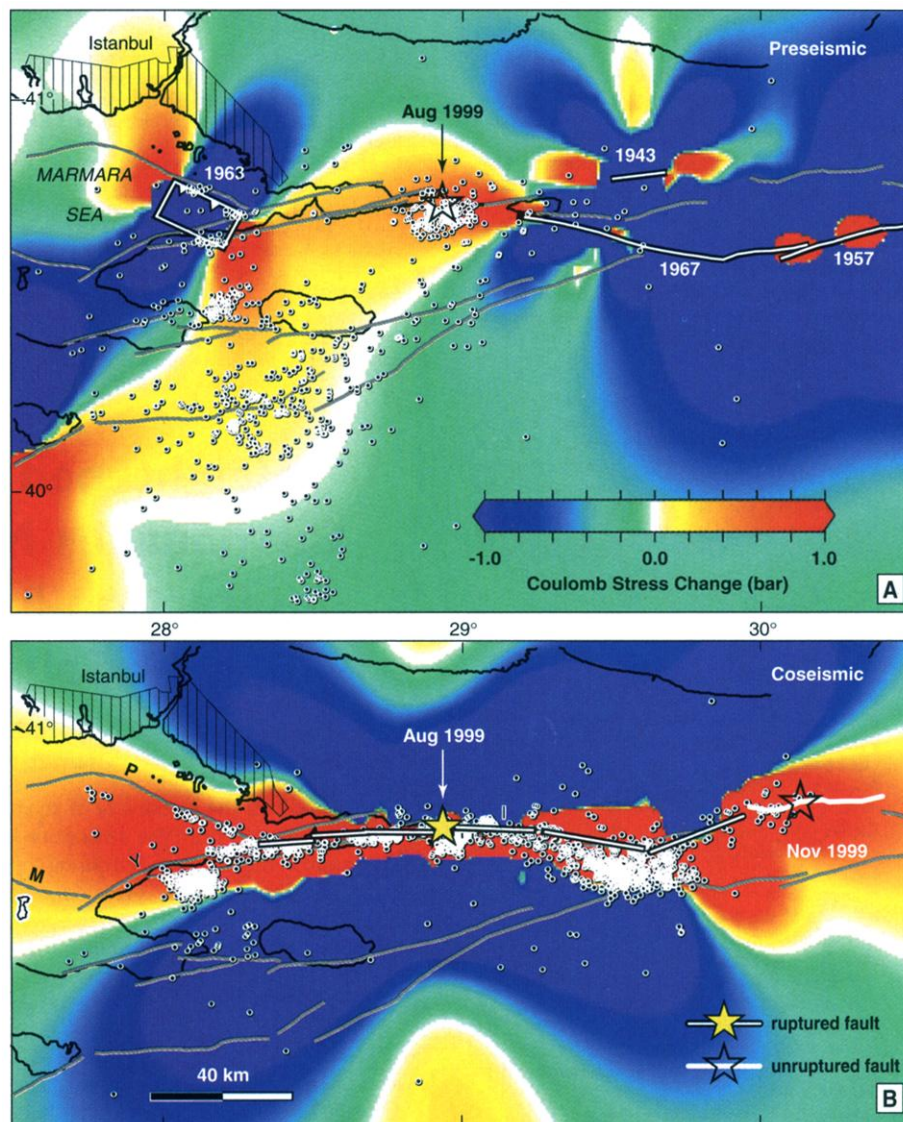 Istanbul
Preseismic
41°
Aug 1999
1943
MARMARA
1963
SEA
1967
1957
40°
-1.0
0.0
1.0
Coulomb Stress Change (bar)
A
28°
29°
30°
Istanbul
Coseismic
41°
Aug 1999
P
I
Y
Nov 1999
M
ruptured fault
unruptured fault
40 km
B